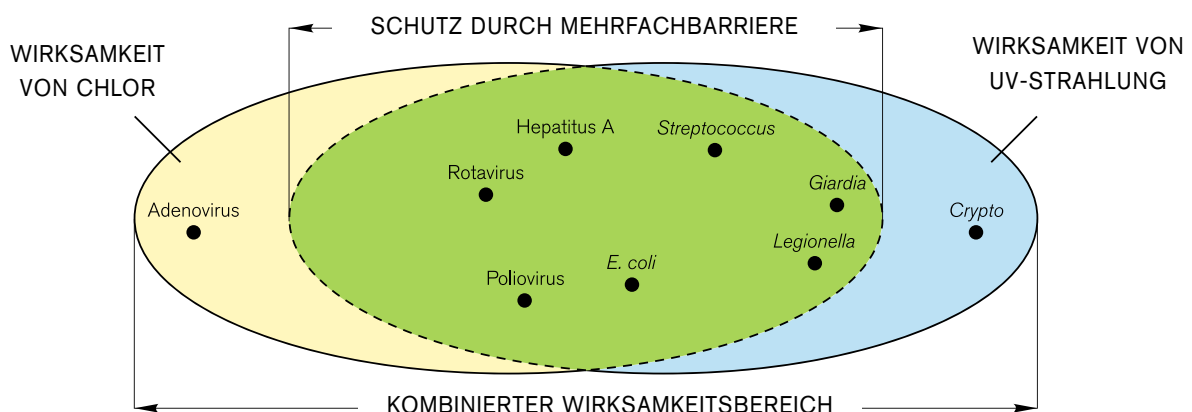 SCHUTZ DURCH MEHRFACHBARRIERE
WIRKSAMKEIT
VON CHLOR
WIRKSAMKEIT VON
UV-STRAHLUNG
Hepatitus A
Streptococcus
Rotavirus
Giardia
Adenovirus
Crypto
Legionella
E. coli
Poliovirus
KOMBINIERTER WIRKSAMKEITSBEREICH